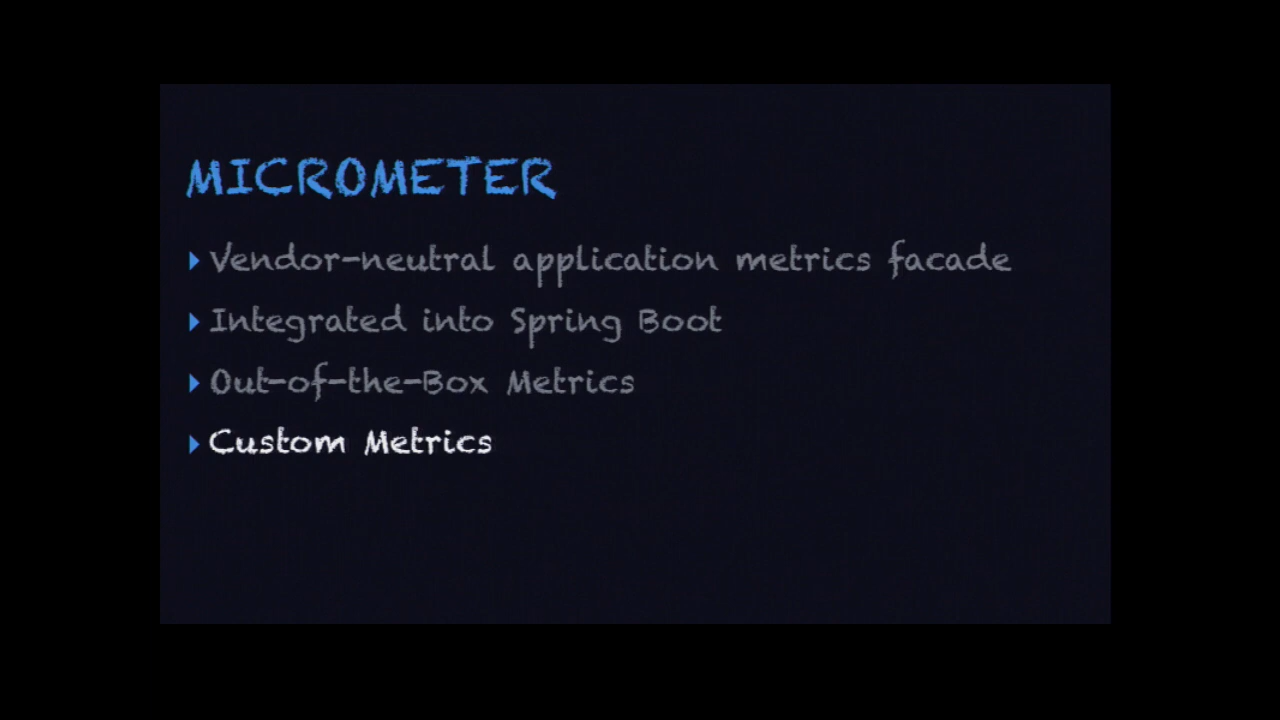 MICROMETER
Vendor-neutral application metrics facade
Integrated into Spring Boot
Out-of-the-Box Metrics
Custom Metrics